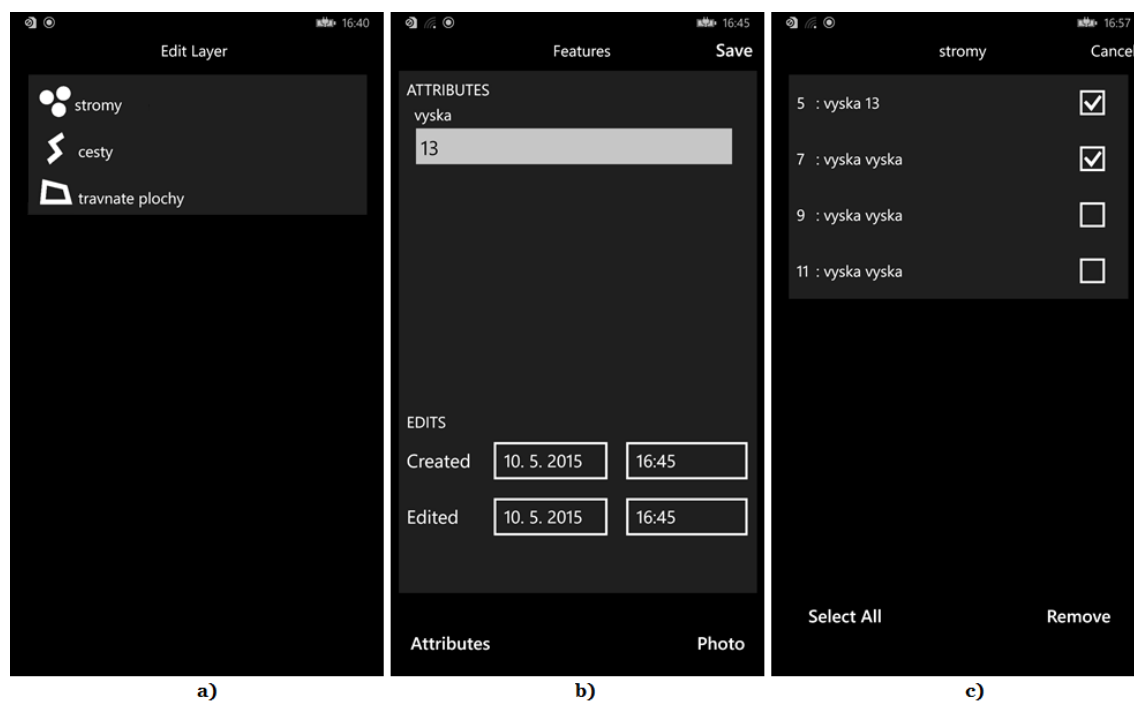 16:40
Edit Layer
stromy
cesty
travnate plochy
a)
16:45
Features Save
ATTRIBUTES
vyska
13
EDITS
Created 10. 5. 2015 16:45
Edited 10. 5. 2015 16:45
Attributes Photo
b)
16:57
stromy Cancel
5 : vyska 13
7 : vyska vyska
9 : vyska vyska
11 : vyska vyska
Select All Remove
c)